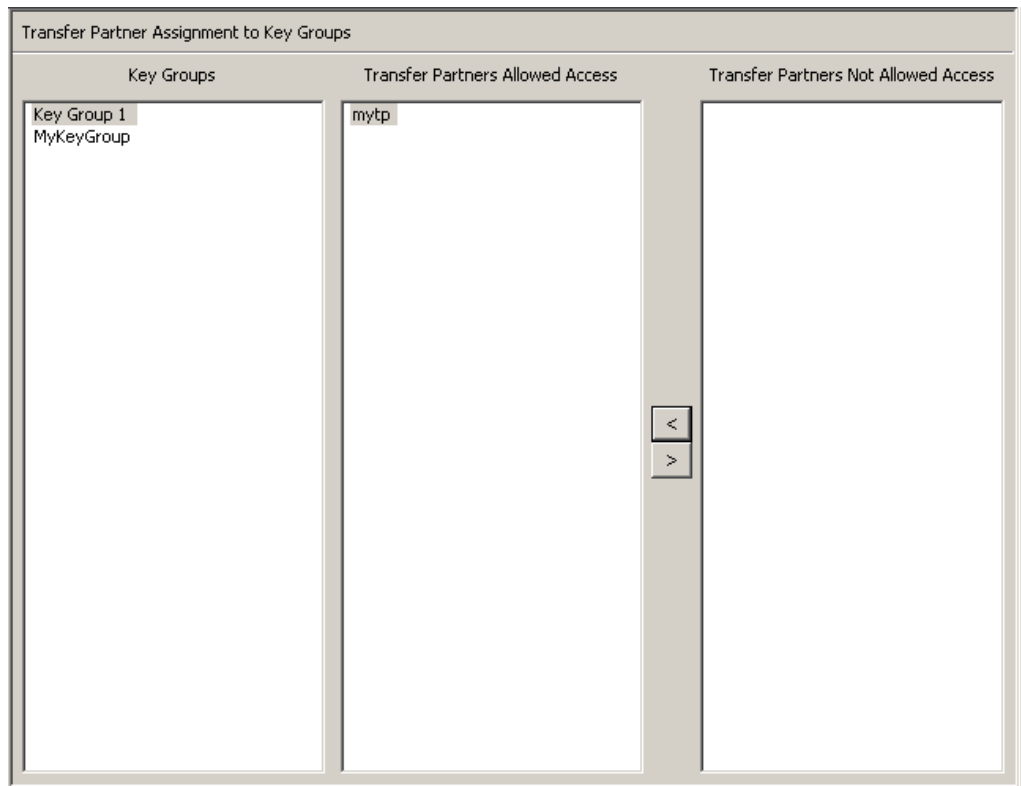 Transfer Partner Assignment to Key Groups
Key Groups
Transfer Partners Allowed Access
Transfer Partners Not Allowed Access
Key Group 1
MyKeyGroup
mytp
<
>